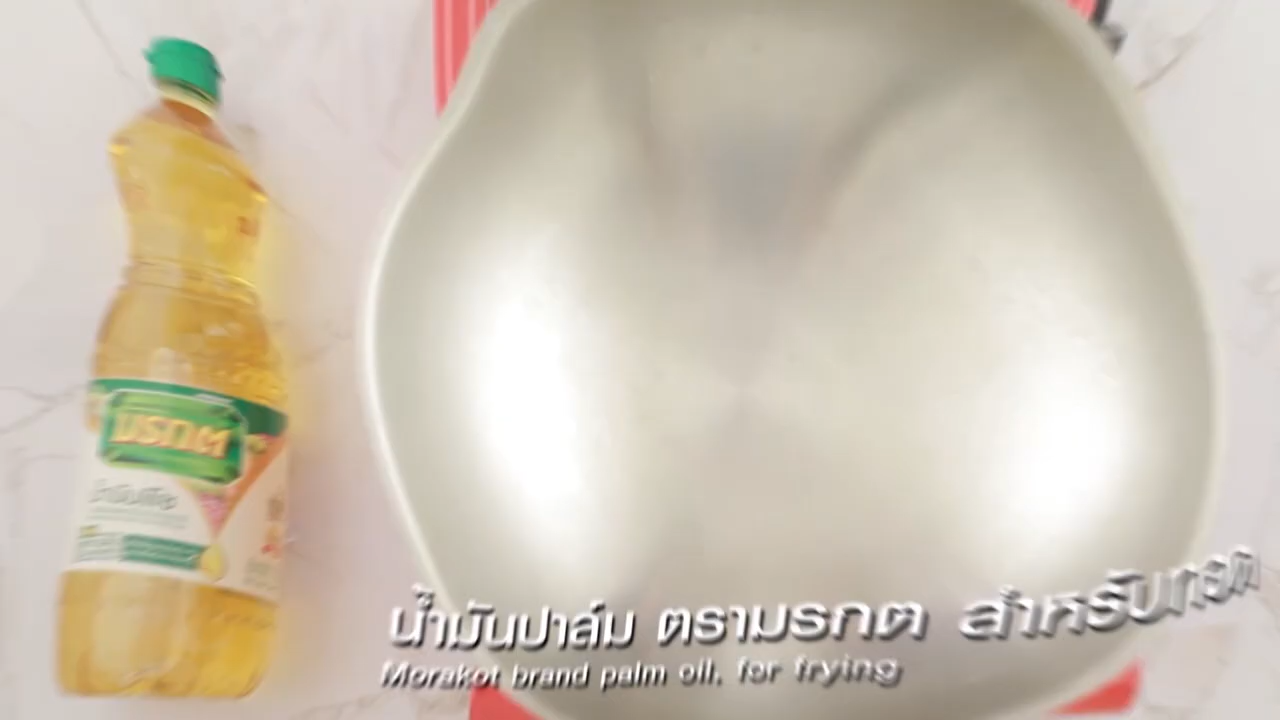 มรกต
น้ำมันปาล์ม ตรามรกต สำหรับทอด
Morakot brand palm oil, for frying